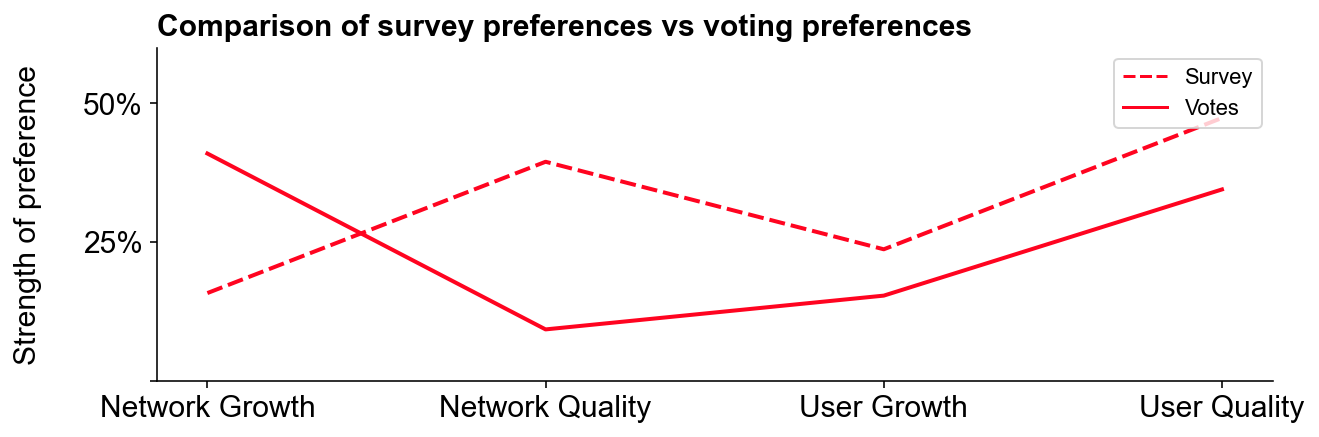 Comparison of survey preferences vs voting preferences
Strength of preference
50%
25%
Survey
Votes
Network Growth
Network Quality
User Growth
User Quality